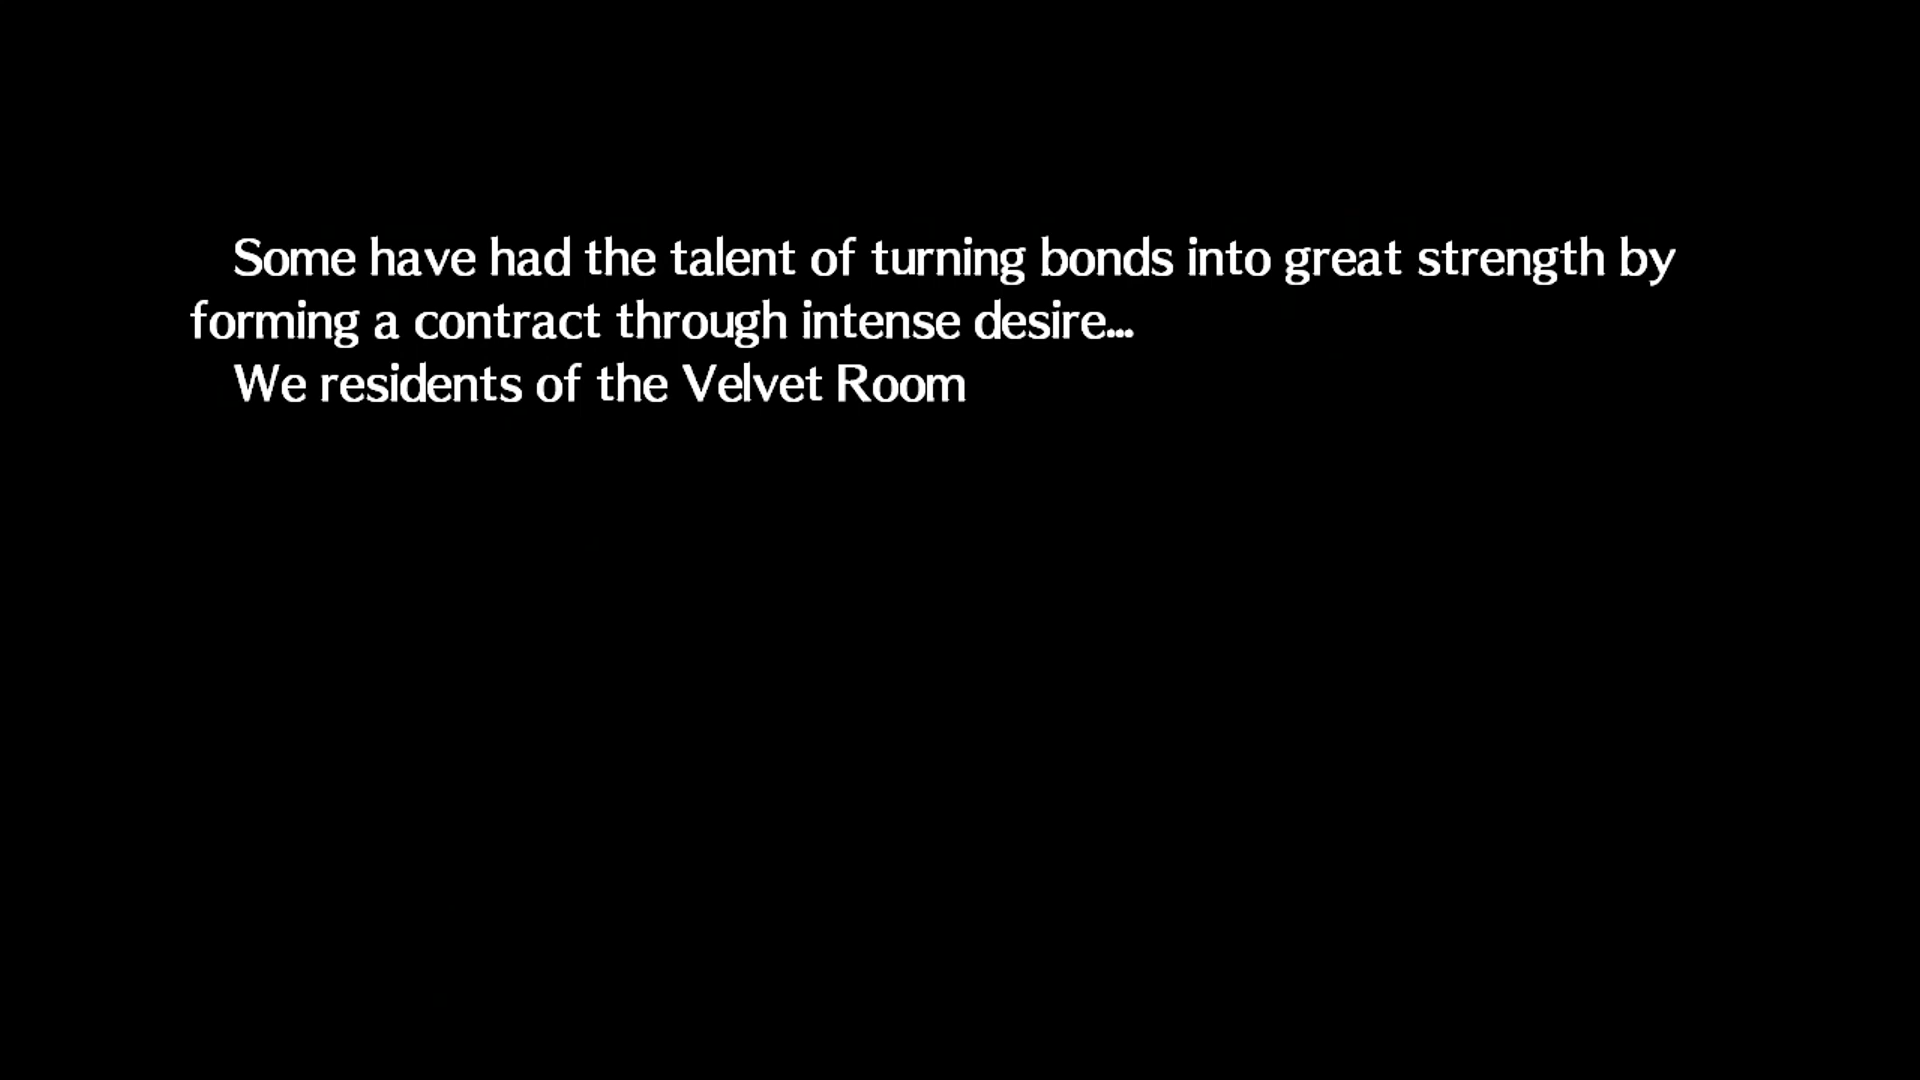 Some have had the talent of turning bonds into great strength by
forming a contract through intense desire...
We residents of the Velvet Room